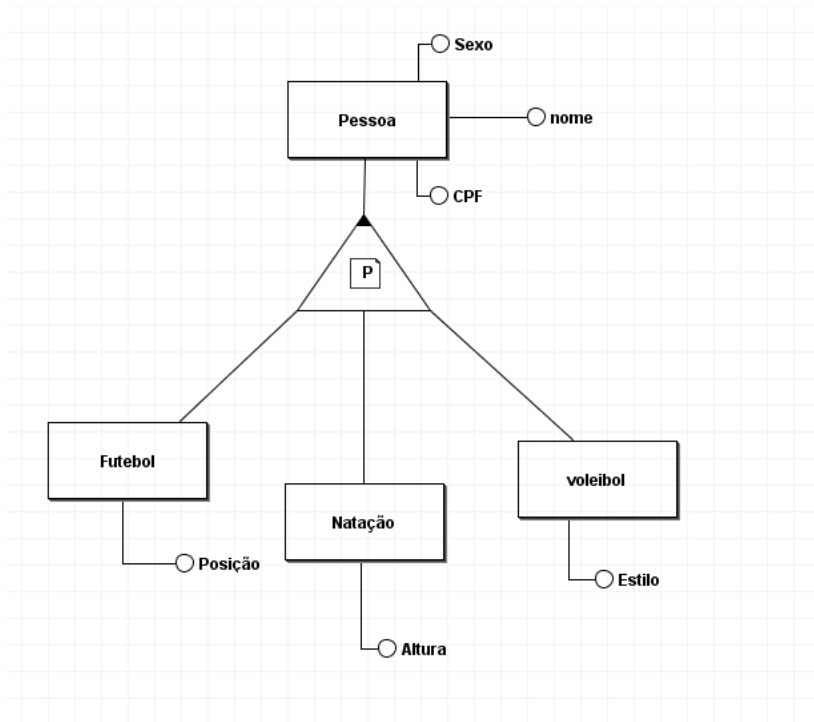 Sexo
Pessoa
nome
CPF
P
Futebol
voleibol
Natação
Posição
Estilo
Altura